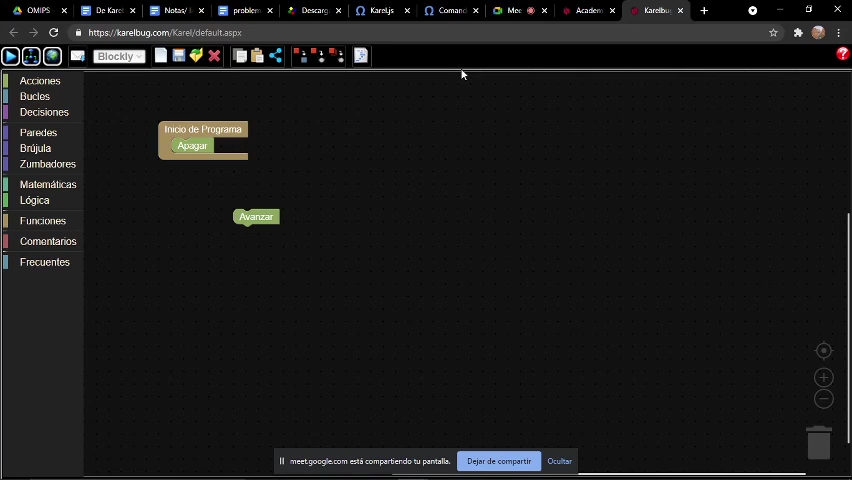 OMIPS
De Karel
Notas/
problem
Descarg
Karel.js
Comand
Mee
Academ
Karelbug
https://karelbug.com/Karel/default.aspx
Blockly
Acciones
Bucles
Decisiones
Paredes
Brújula
Zumbadores
Matemáticas
Lógica
Funciones
Comentarios
Frecuentes
Inicio de Programa
Apagar
Avanzar
meet.google.com está compartiendo tu pantalla.
Dejar de compartir
Ocultar